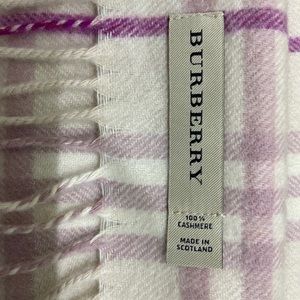 BURBERRY
100%
CASHMERE
MADE IN
SCOTLAND